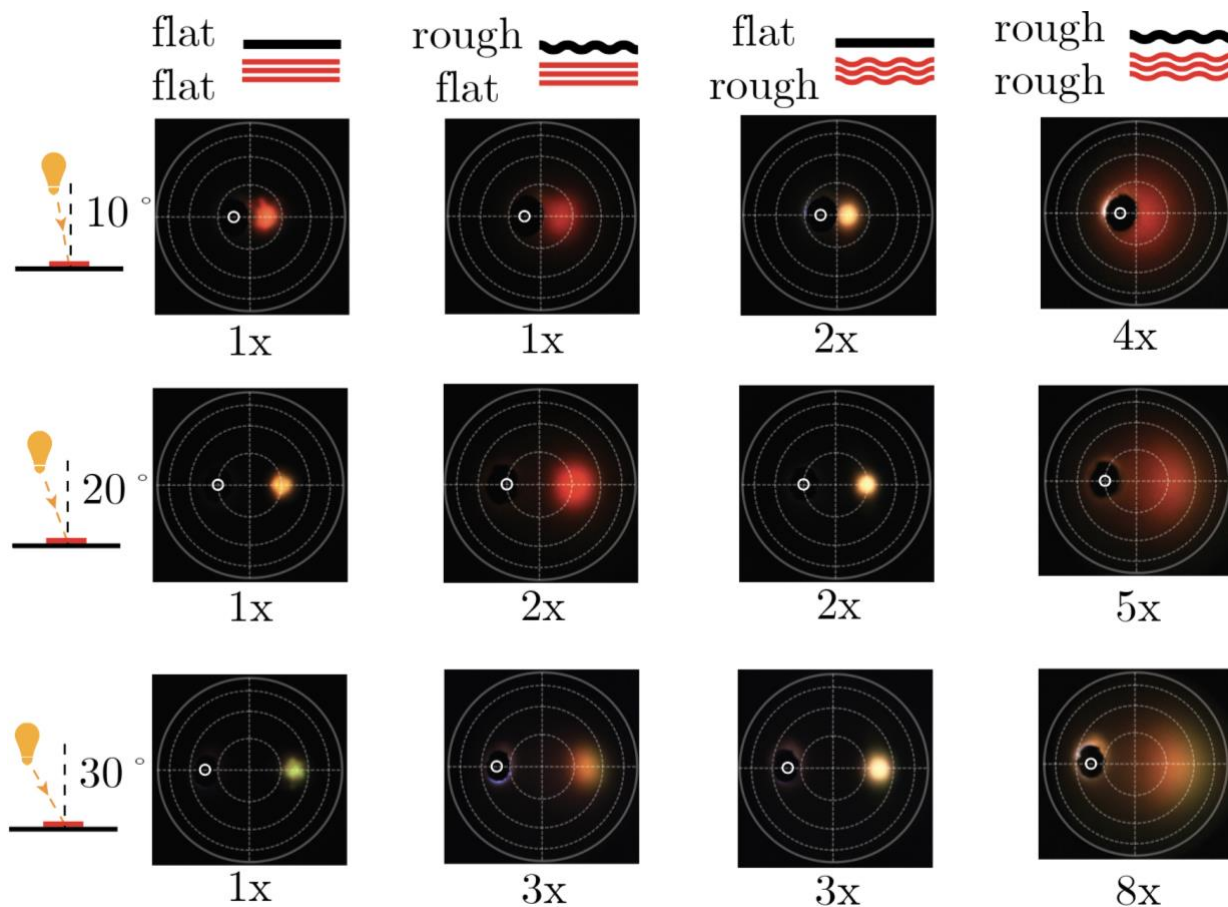 flat
flat
rough
flat
flat
rough
rough
rough
10 °
1x
1x
2x
4x
20 °
1x
2x
2x
5x
30 °
1x
3x
3x
8x